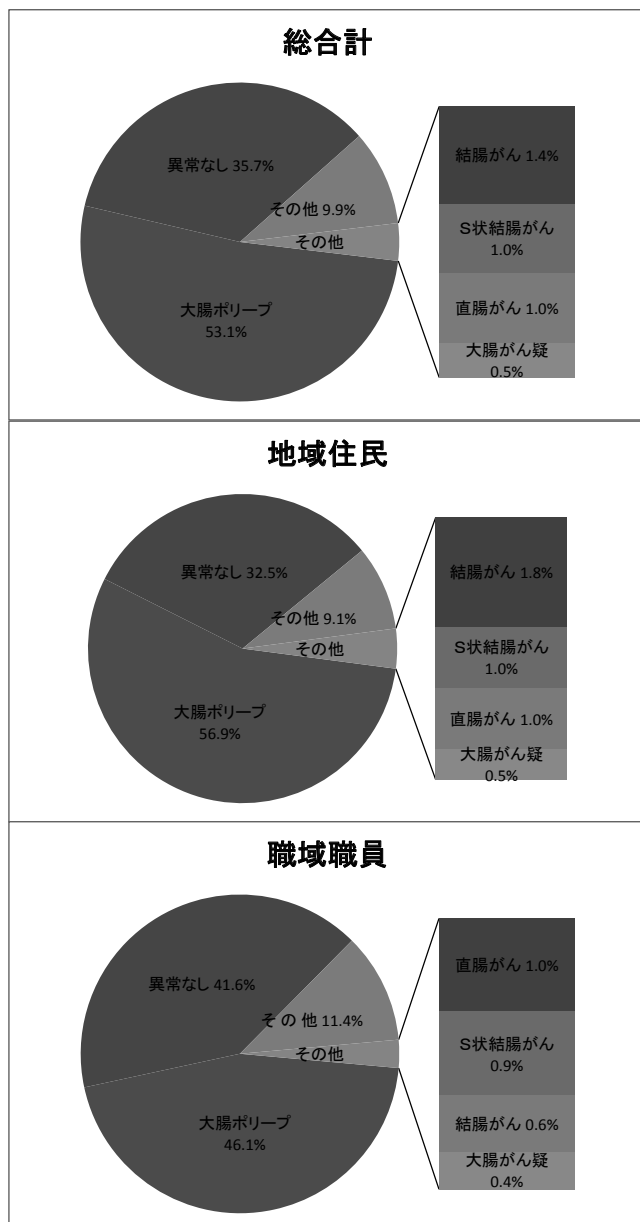 総合計
異常なし 35.7%
その他 9.9%
その他
大腸ポリープ
53.1%
結腸がん 1.4%
S状結腸がん
1.0%
直腸がん 1.0%
大腸がん疑
0.5%
地域住民
異常なし 32.5%
その他 9.1%
その他
大腸ポリープ
56.9%
結腸がん 1.8%
S状結腸がん
1.0%
直腸がん 1.0%
大腸がん疑
0.5%
職域職員
異常なし 41.6%
その他 11.4%
その他
大腸ポリープ
46.1%
直腸がん 1.0%
S状結腸がん
0.9%
結腸がん 0.6%
大腸がん疑
0.4%